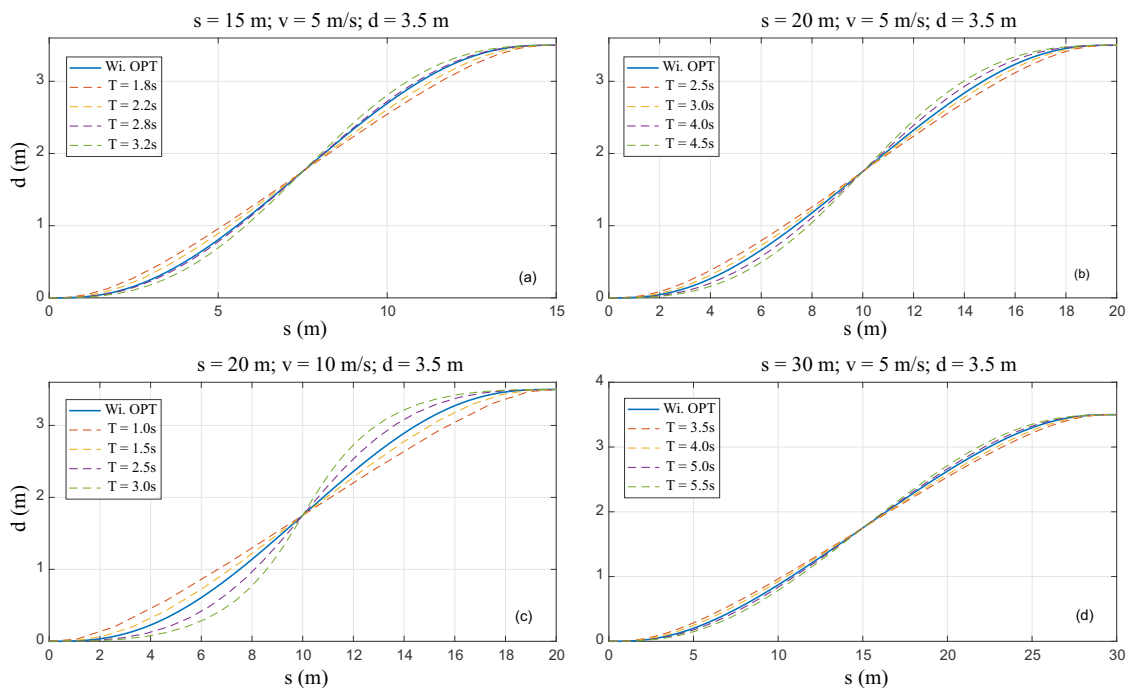 s = 15 m; v = 5 m/s; d = 3.5 m
Wi. OPT
T = 1.8s
T = 2.2s
T = 2.8s
T = 3.2s
3
2
1
0
d (m)
(a)
0 5 10 15
s (m)
s = 20 m; v = 5 m/s; d = 3.5 m
Wi. OPT
T = 2.5s
T = 3.0s
T = 4.0s
T = 4.5s
3
2
1
0
(b)
0 2 4 6 8 10 12 14 16 18 20
s (m)
s = 20 m; v = 10 m/s; d = 3.5 m
Wi. OPT
T = 1.0s
T = 1.5s
T = 2.5s
T = 3.0s
3
2
1
0
d (m)
(c)
0 2 4 6 8 10 12 14 16 18 20
s (m)
s = 30 m; v = 5 m/s; d = 3.5 m
Wi. OPT
T = 3.5s
T = 4.0s
T = 5.0s
T = 5.5s
4
3
2
1
0
(d)
0 5 10 15 20 25 30
s (m)